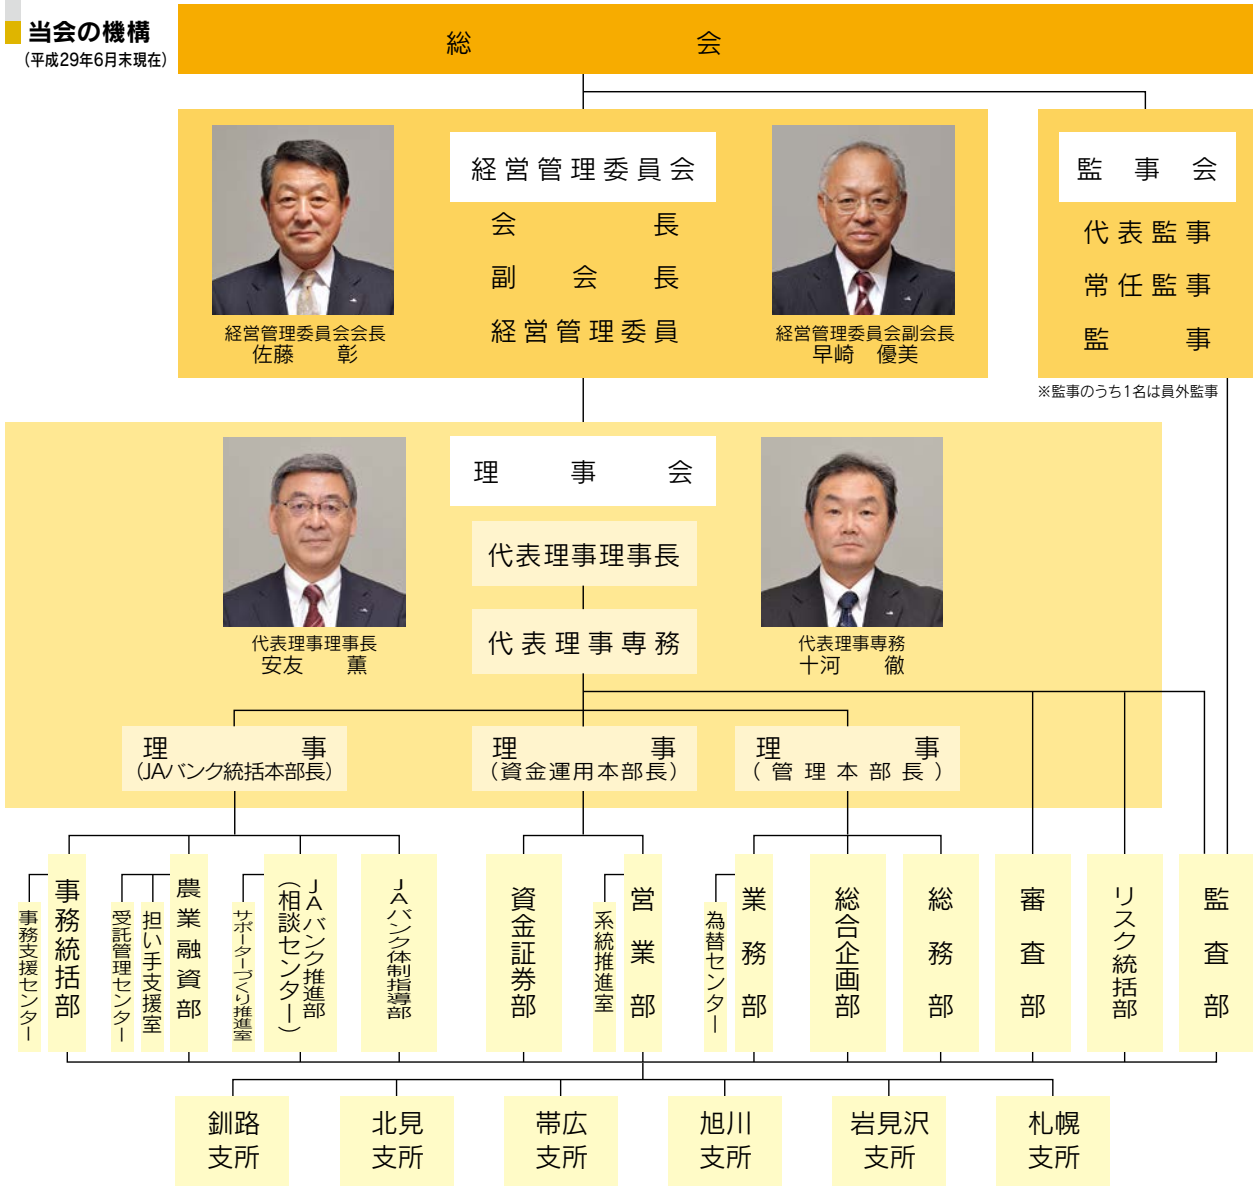 当会の機構
(平成29年6月末現在)
総会
経営管理委員会
会長
副会長
経営管理委員
経営管理委員会会長
佐藤　彰
経営管理委員会副会長
早崎　優美
監事会
代表監事
常任監事
監事
※監事のうち1名は員外監事
理事会
代表理事理事長
代表理事専務
代表理事理事長
安友　薫
代表理事専務
十河　徹
理事
(JAバンク統括本部長)
理事
(資金運用本部長)
理事
(管理本部長)
事務支援センター
事務統括部
受託管理センター
担い手支援室
農業融資部
サポーターづくり推進室
JAバンク推進部
(相談センター)
JAバンク体制指導部
資金証券部
系統推進室
営業部
為替センター
業務部
総合企画部
総務部
審査部
リスク統括部
監査部
釧路
支所
北見
支所
帯広
支所
旭川
支所
岩見沢
支所
札幌
支所